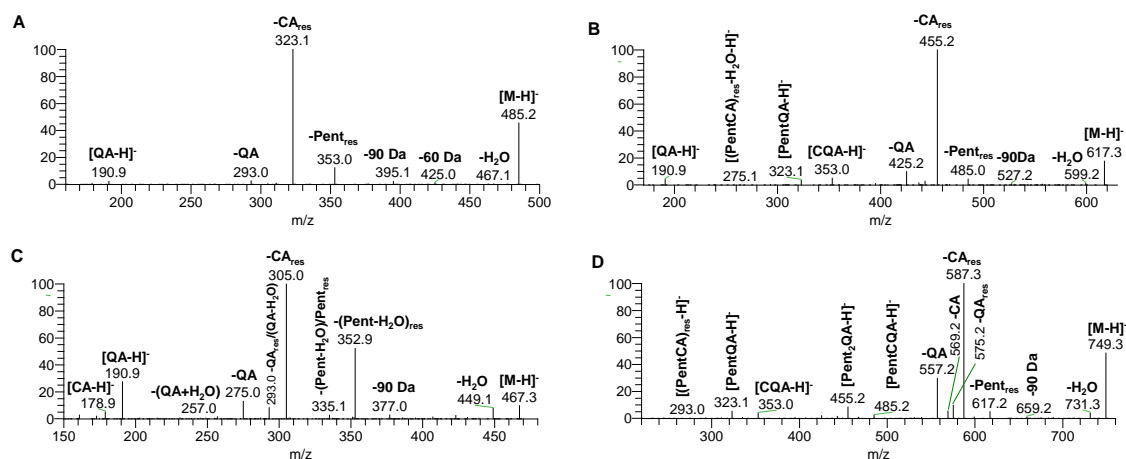 A
-CAres
323.1
[M-H]-
485.2
[QA-H]-
190.9
-QA
293.0
-Pentres
353.0
-90 Da
395.1
-60 Da
425.0
-H2O
467.1
100
80
60
40
20
0
200 250 300 350 400 450 500
m/z
B
-CAres
455.2
[M-H]-
617.3
[QA-H]-
190.9
[(PentCA)res-H2O-H]-
275.1
[PentQA-H]-
323.1
[CQA-H]-
353.0
-QA
425.2
-Pentres
485.0
-90Da
527.2
-H2O
599.2
100
80
60
40
20
0
200 300 400 500 600
m/z
C
-CAres
305.0
[CA-H]-
178.9
[QA-H]-
190.9
-(QA+H2O)
257.0
-QA
275.0
293.0 -QAres/(QA-H2O)
-(Pent-H2O)/Pentres
335.1
-(Pent-H2O)res
352.9
-90 Da
377.0
-H2O
449.1
[M-H]-
467.3
100
80
60
40
20
0
150 200 250 300 350 400 450
m/z
D
-CAres
587.3
[(PentCA)res-H]-
293.0
[PentQA-H]-
323.1
[CQA-H]-
353.0
[Pent2QA-H]-
455.2
[PentCQA-H]-
485.2
-QA
557.2
569.2 -CA
575.2 -QAres
-Pentres
617.2
-90 Da
659.2
-H2O
731.3
[M-H]-
749.3
100
80
60
40
20
0
300 400 500 600 700
m/z